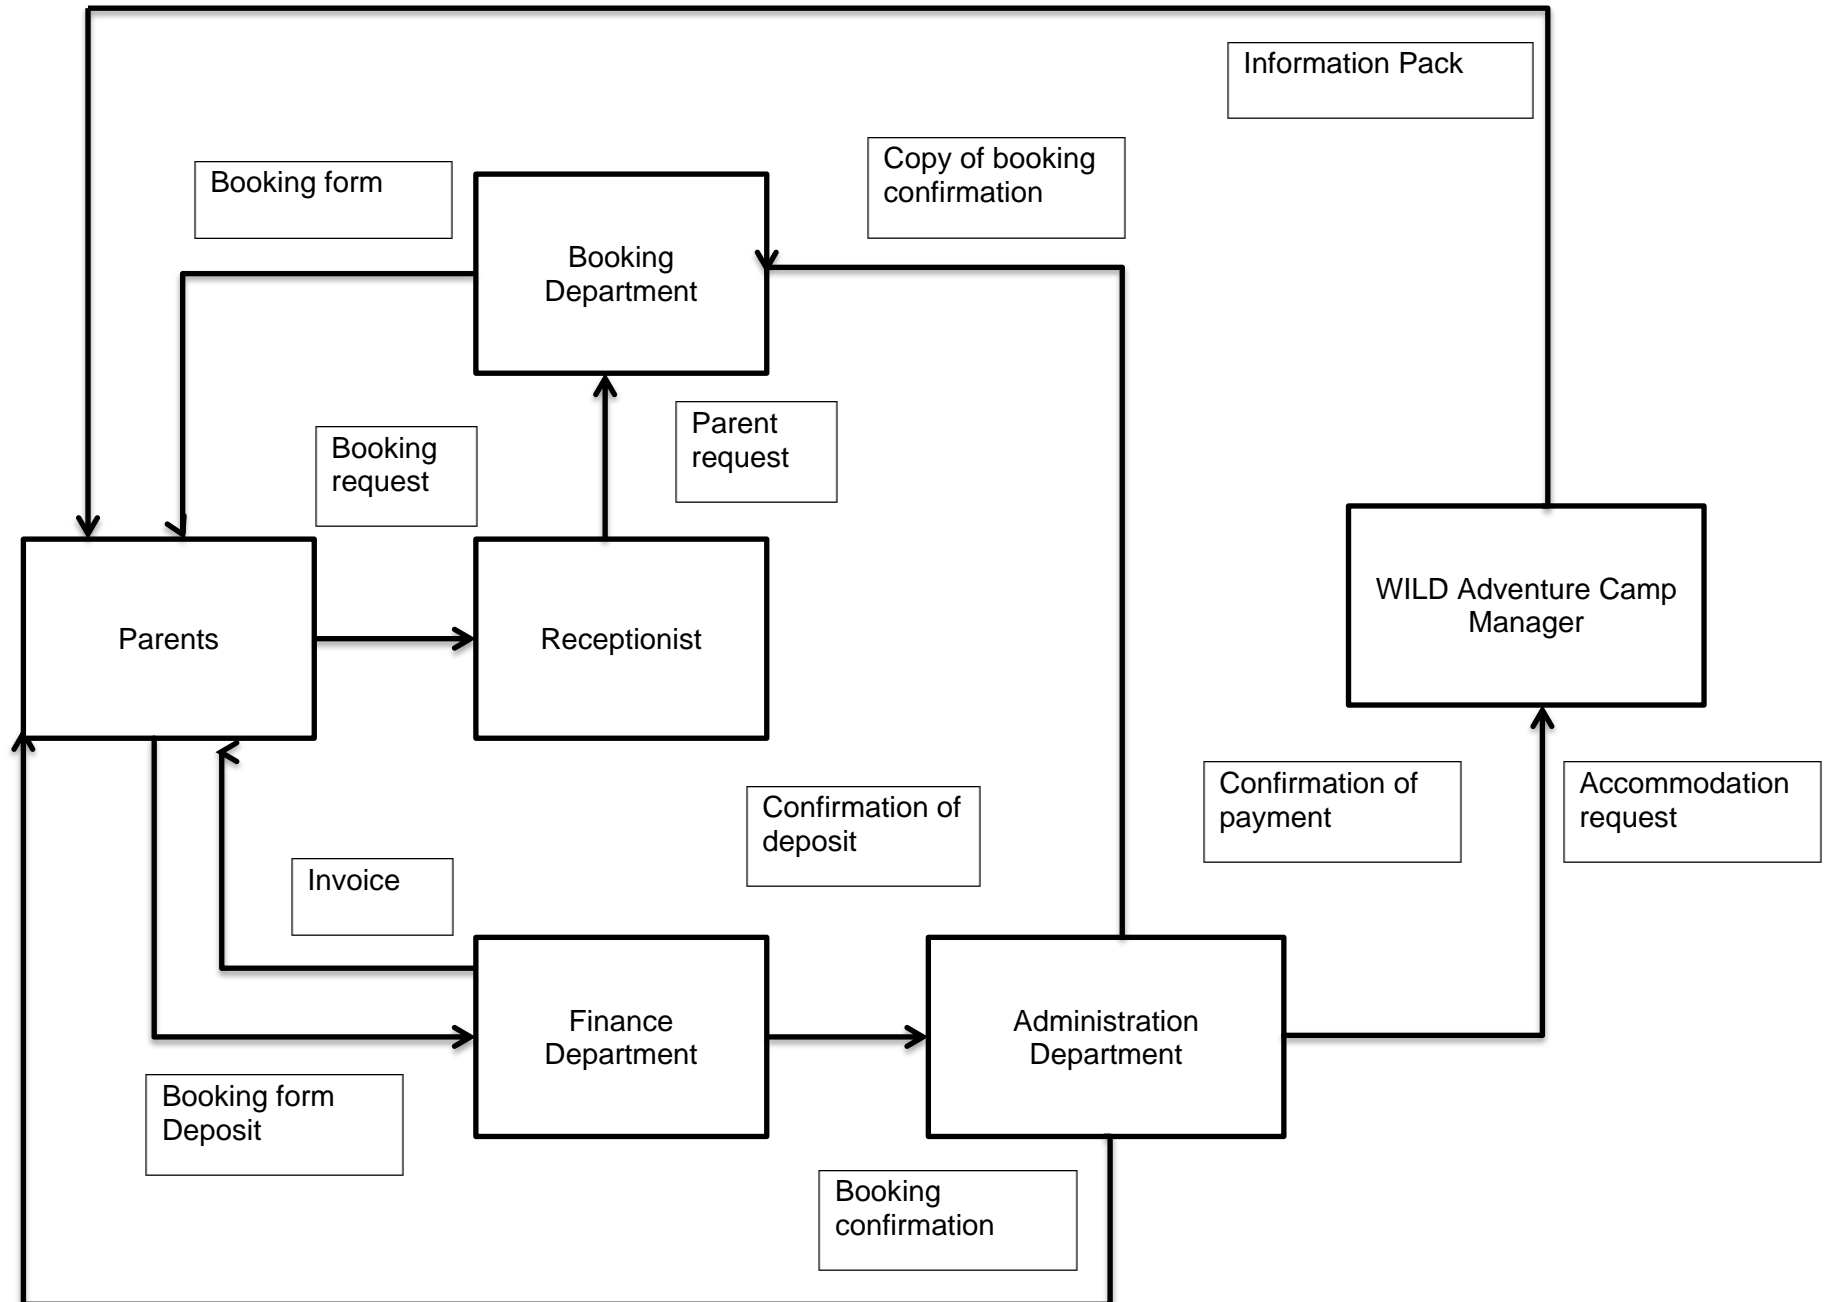 Information Pack
Copy of booking
confirmation
Booking form
Booking
Department
Parent
request
Booking
request
WILD Adventure Camp
Manager
Parents
Receptionist
Confirmation of
payment
Accommodation
request
Confirmation of
deposit
Invoice
Finance
Department
Administration
Department
Booking form
Deposit
Booking
confirmation